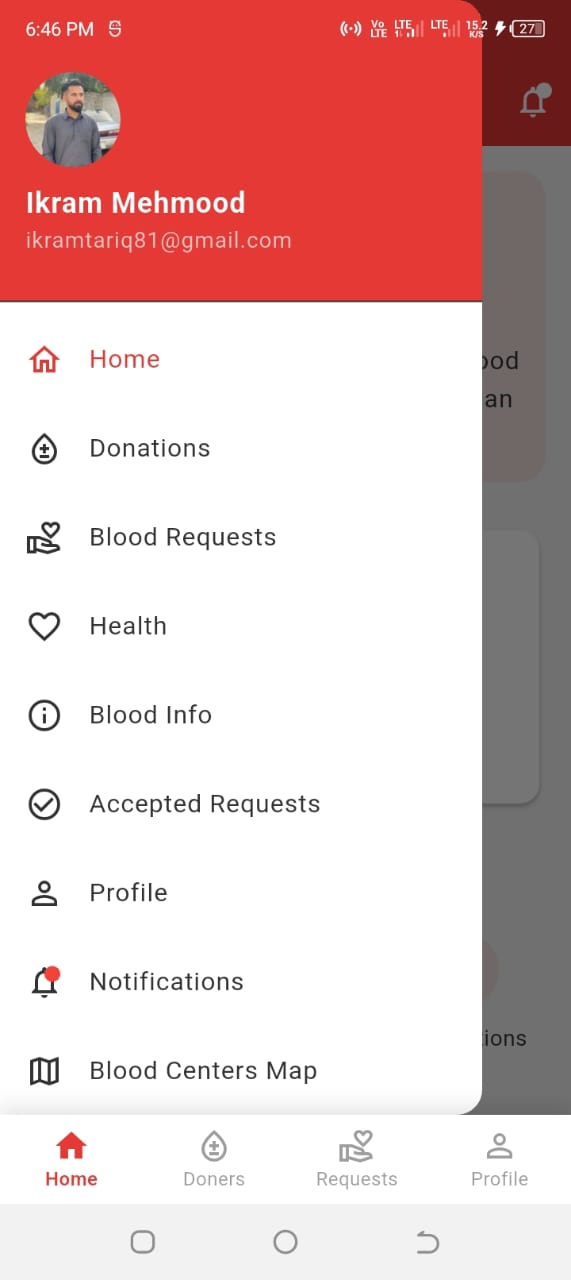 6:46 PM
Vo LTE LTE LTE 15.2 K/S 27
Ikram Mehmood
ikramtariq81@gmail.com
Home
ood
Donations
an
Blood Requests
Health
Blood Info
Accepted Requests
Profile
Notifications
ions
Blood Centers Map
Home Doners Requests Profile